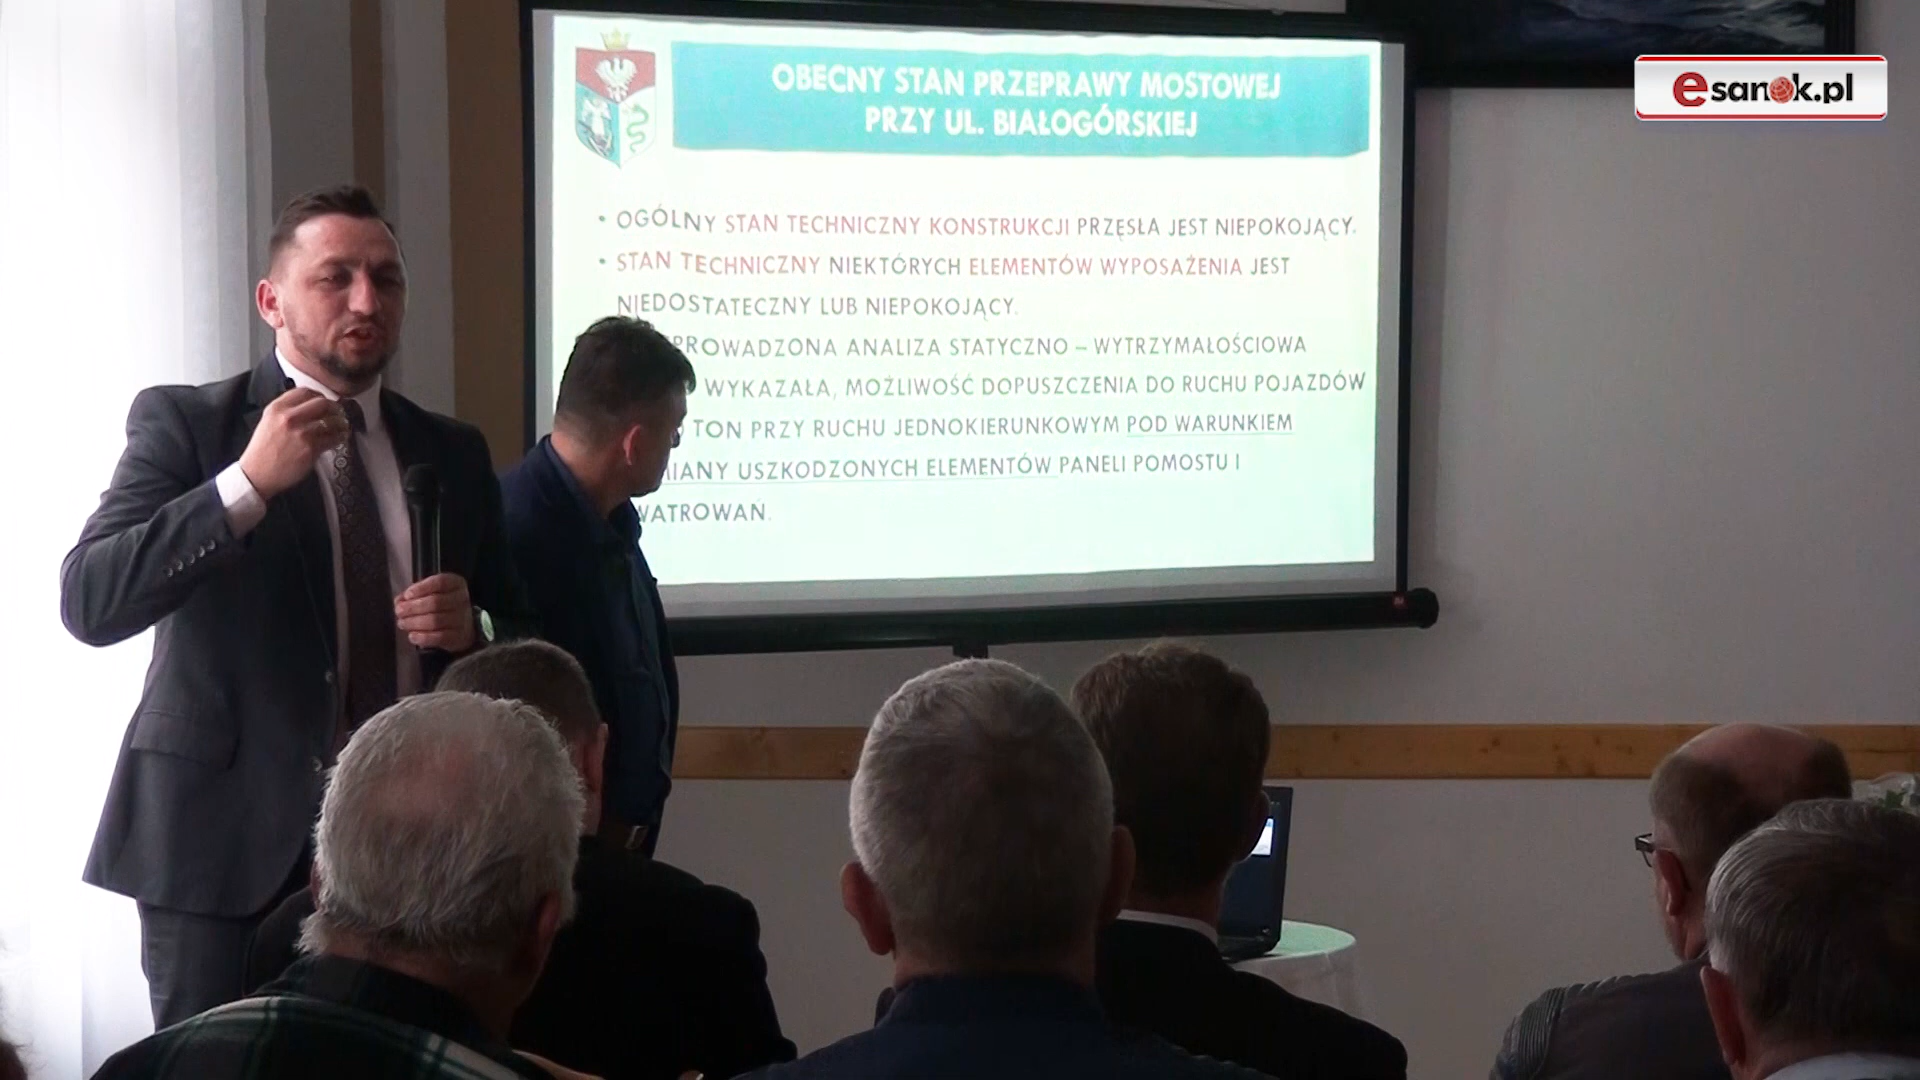 OBECNY STAN PRZEPRAWY MOSTOWEJ
PRZY UL. BIAŁOGÓRSKIEJ
• OGÓLNY STAN TECHNICZNY KONSTRUKCJI PRZĘSŁA JEST NIEPOKOJĄCY.
• STAN TECHNICZNY NIEKTÓRYCH ELEMENTÓW WYPOSAŻENIA JEST
NIEDOSTATECZNY LUB NIEPOKOJĄCY.
PROWADZONA ANALIZA STATYCZNO – WYTRZYMAŁOŚCIOWA
WYKAZAŁA, MOŻLIWOŚĆ DOPUSZCZENIA DO RUCHU POJAZDÓW
TON PRZY RUCHU JEDNOKIERUNKOWYM POD WARUNKIEM
MIANY USZKODZONYCH ELEMENTÓW PANELI POMOSTU I
WATROWAŃ.
esanok.pl